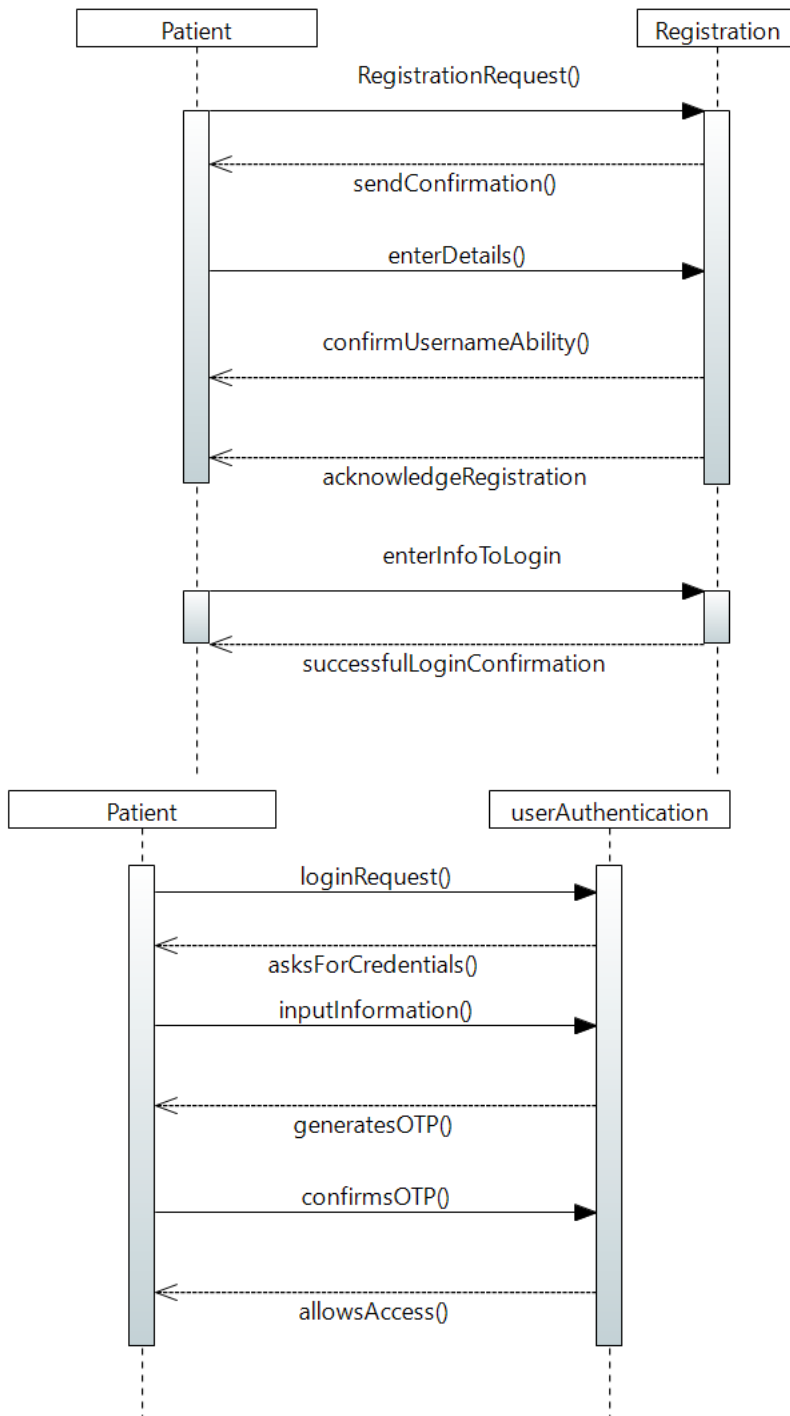 Patient
Registration
RegistrationRequest()
sendConfirmation()
enterDetails()
confirmUsernameAbility()
acknowledgeRegistration
enterInfoToLogin
successfulLoginConfirmation
Patient
userAuthentication
loginRequest()
asksForCredentials()
inputInformation()
generatesOTP()
confirmsOTP()
allowsAccess()